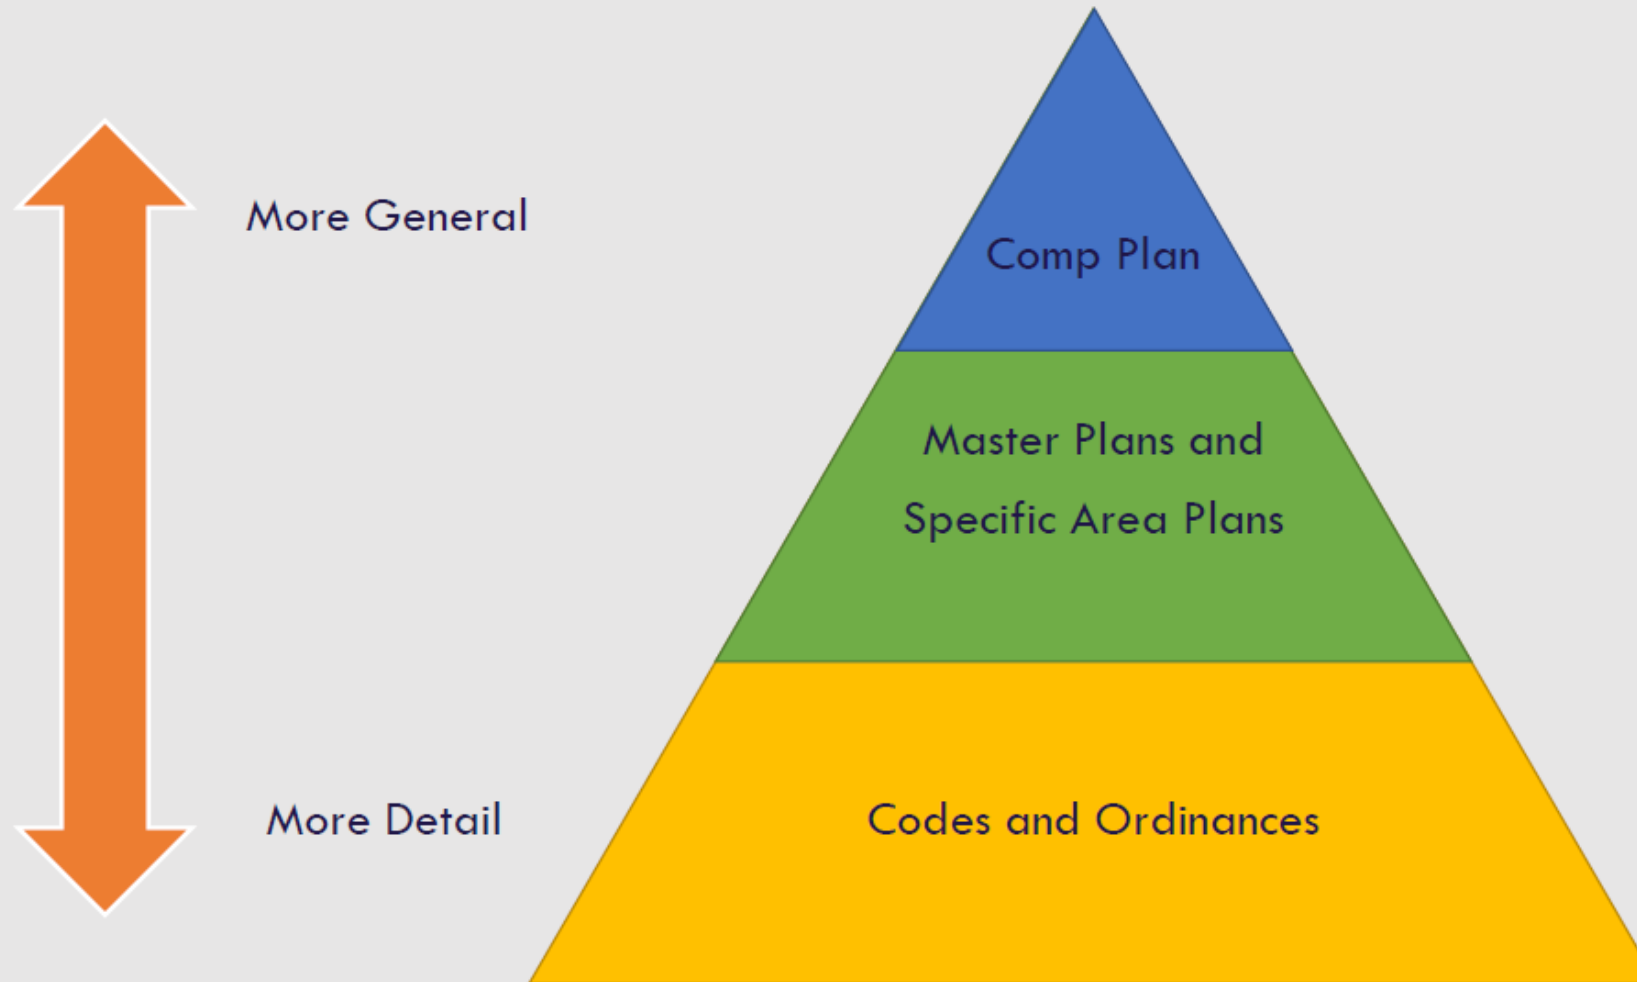 More General
Comp Plan
Master Plans and
Specific Area Plans
More Detail
Codes and Ordinances